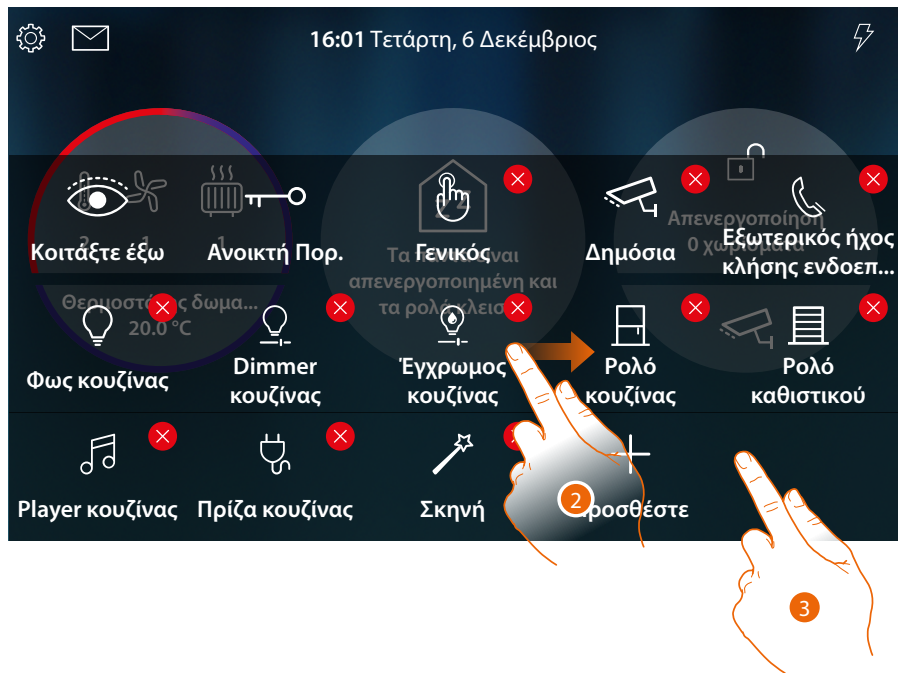 16:01 Τετάρτη, 6 Δεκέμβριος
Απενεργοποίηση
0
Κοιτάξτε έξω
Ανοικτή Πορ.
Γενικός
Δημόσια
Εξωτερικός ήχος
κλήσης ενδοεπ...
Τα είναι
απενεργοποιημένη και
τα ρολά
δωμα...
20.0 °C
Φως κουζίνας
Dimmer
κουζίνας
Έγχρωμος
κουζίνας
Ρολό
κουζίνας
Ρολό
καθιστικού
Player κουζίνας
Πρίζα κουζίνας
Σκηνή
Προσθέστε
2
3